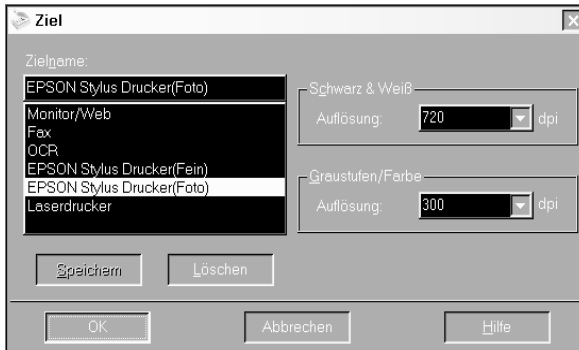 Ziel
Zielname:
EPSON Stylus Drucker(Foto)
Monitor/Web
Fax
OCR
EPSON Stylus Drucker(Fein)
EPSON Stylus Drucker(Foto)
Laserdrucker
Schwarz & Weiß
Auflösung: 720 dpi
Graustufen/Farbe
Auflösung: 300 dpi
Speichern Löschen
OK Abbrechen Hilfe